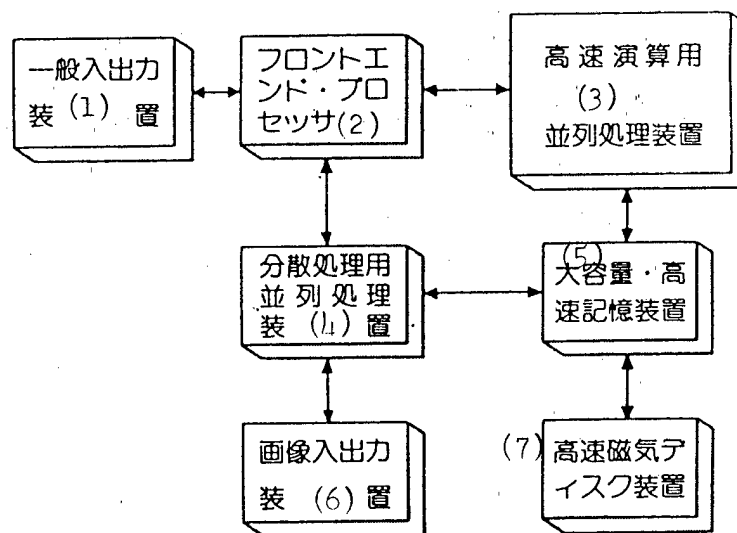 一般入出力
装(1)置
フロントエ
ンド・プロ
セッサ(2)
高速演算用
(3)
並列処理装置
分散処理用
並列処理
装(4)置
(5)
大容量・高
速記憶装置
画像入出力
装(6)置
(7)
高速磁気デ
ィスク装置